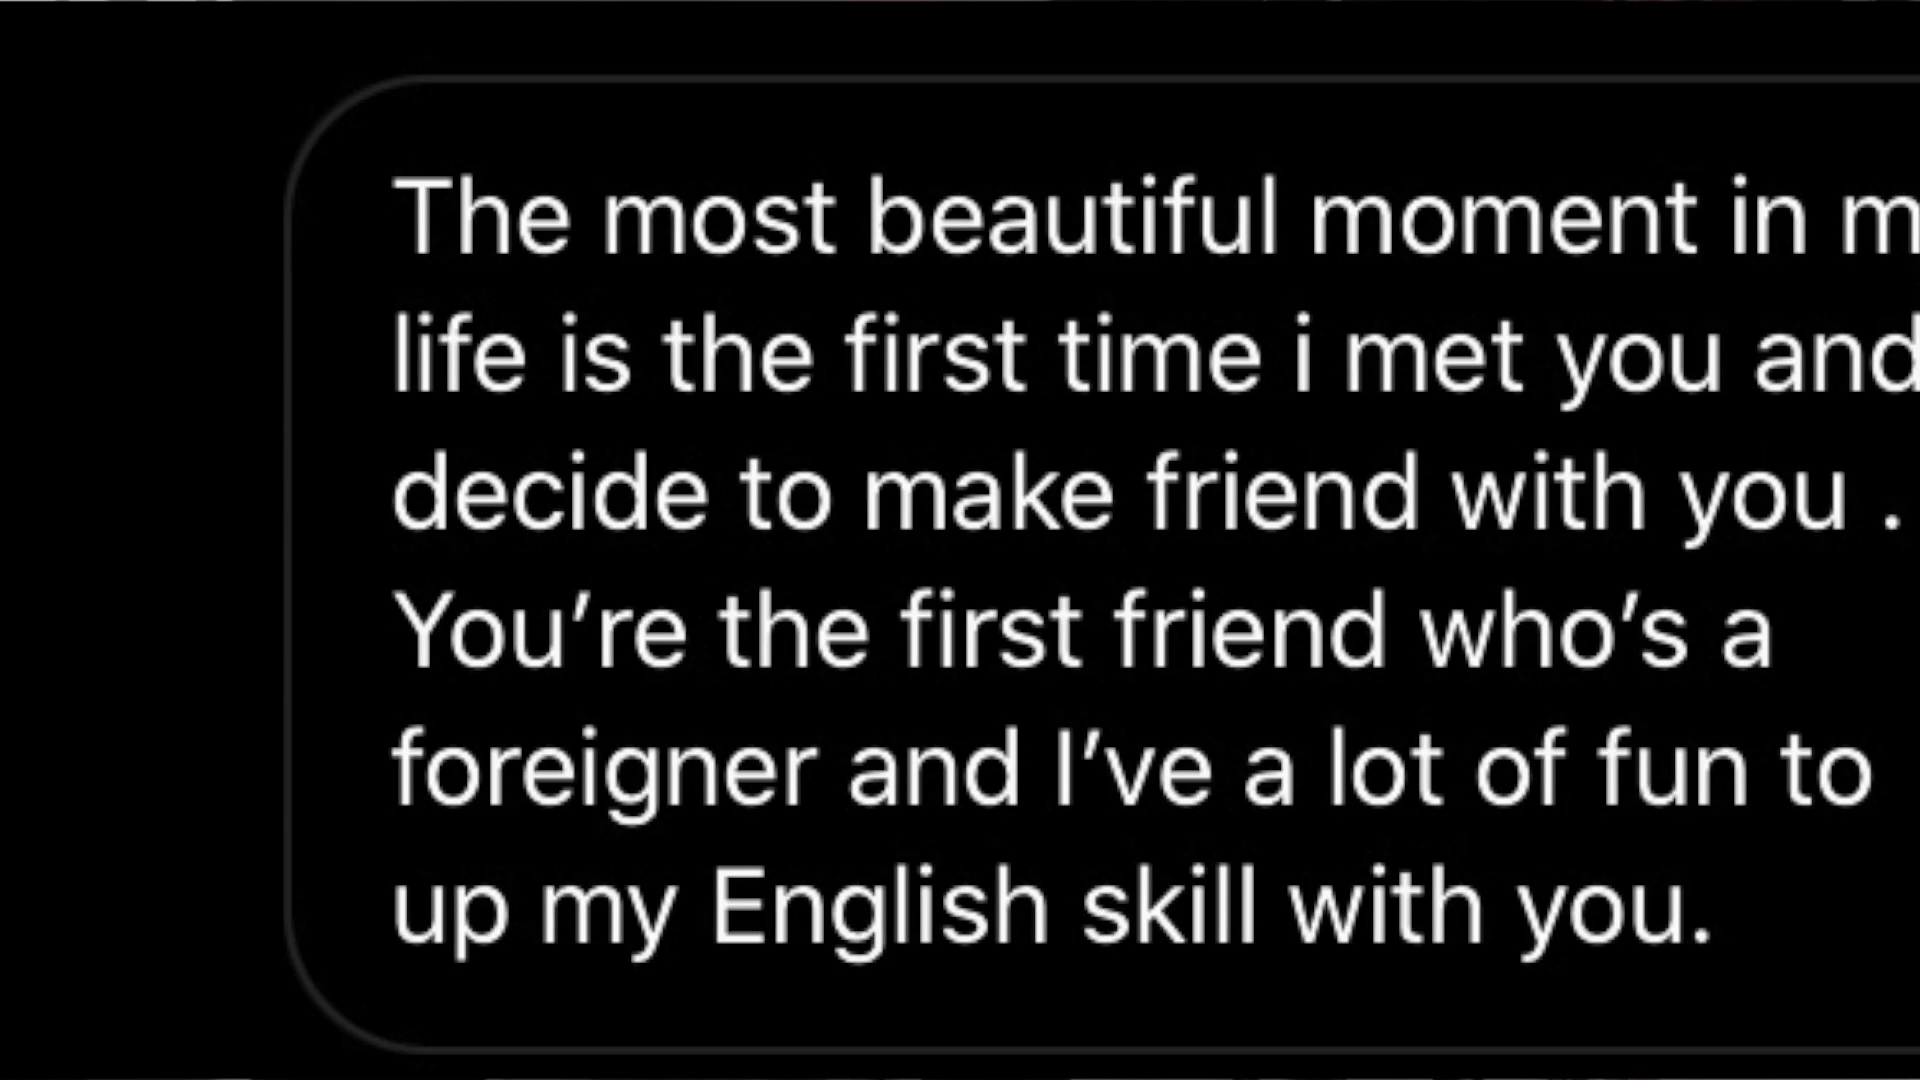 The most beautiful moment in m
life is the first time i met you and
decide to make friend with you .
You’re the first friend who’s a
foreigner and I’ve a lot of fun to
up my English skill with you.